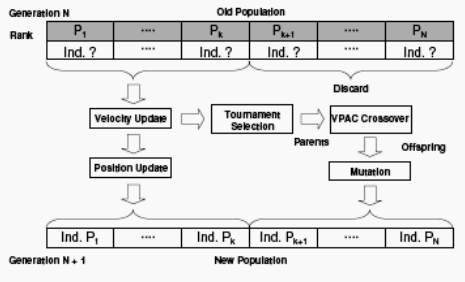 Generation N
Old Population
Rank P1 .... Pk Pk+1 .... PN
Ind. ? .... Ind. ? Ind. ? .... Ind. ?
Discard
Velocity Update
Tournament
Selection
VPAC Crossover
Parents
Offspring
Position Update
Mutation
Ind. P1 .... Ind. Pk Ind. Pk+1 .... Ind. PN
Generation N + 1
New Population